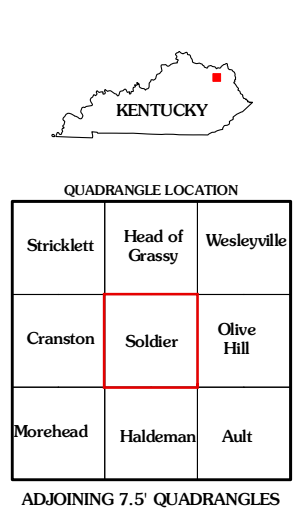 KENTUCKY
QUADRANGLE LOCATION
Stricklett
Head of
Grassy
Wesleyville
Cranston
Soldier
Olive
Hill
Morehead
Haldeman
Ault
ADJOINING 7.5' QUADRANGLES